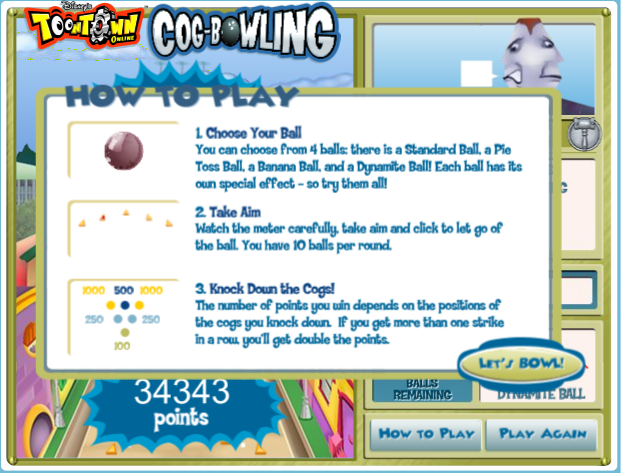 Disney's
TOONTOWN
ONLINE
COG-BOWLING
HOW TO PLAY
1. Choose Your Ball
You can choose from 4 balls: there is a Standard Ball, a Pie
Toss Ball, a Banana Ball, and a Dynamite Ball! Each ball has its
own special effect - so try them all!
2. Take Aim
Watch the meter carefully, take aim and click to let go of
the ball. You have 10 balls per round.
3. Knock Down the Cogs!
The number of points you win depends on the positions of
the cogs you knock down. If you get more than one strike
in a row, you'll get double the points.
1000 500 1000
250 250
100
LET'S BOWL!
34343
points
BALLS
REMAINING
DYNAMITE BALL
HOW TO PLAY
PLAY AGAIN